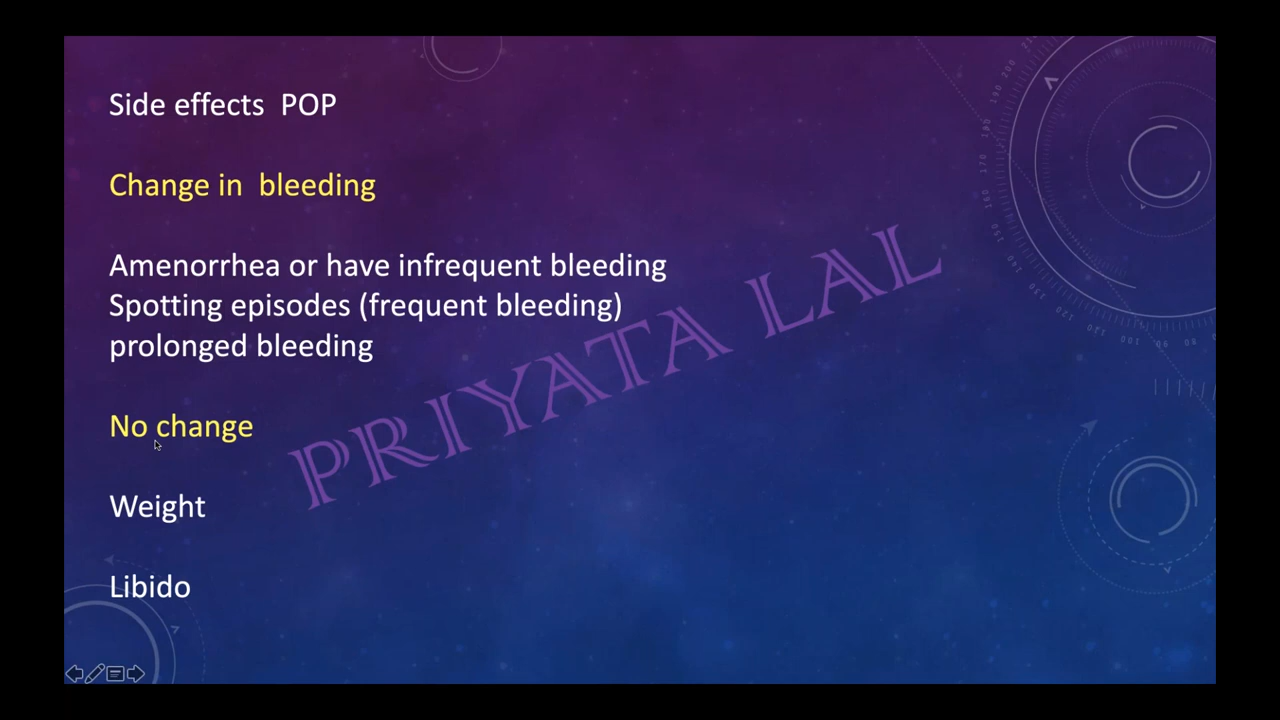 Side effects  POP
Change in  bleeding
Amenorrhea or have infrequent bleeding
Spotting episodes (frequent bleeding)
prolonged bleeding
No change
Weight
Libido
PRIYATA LAL